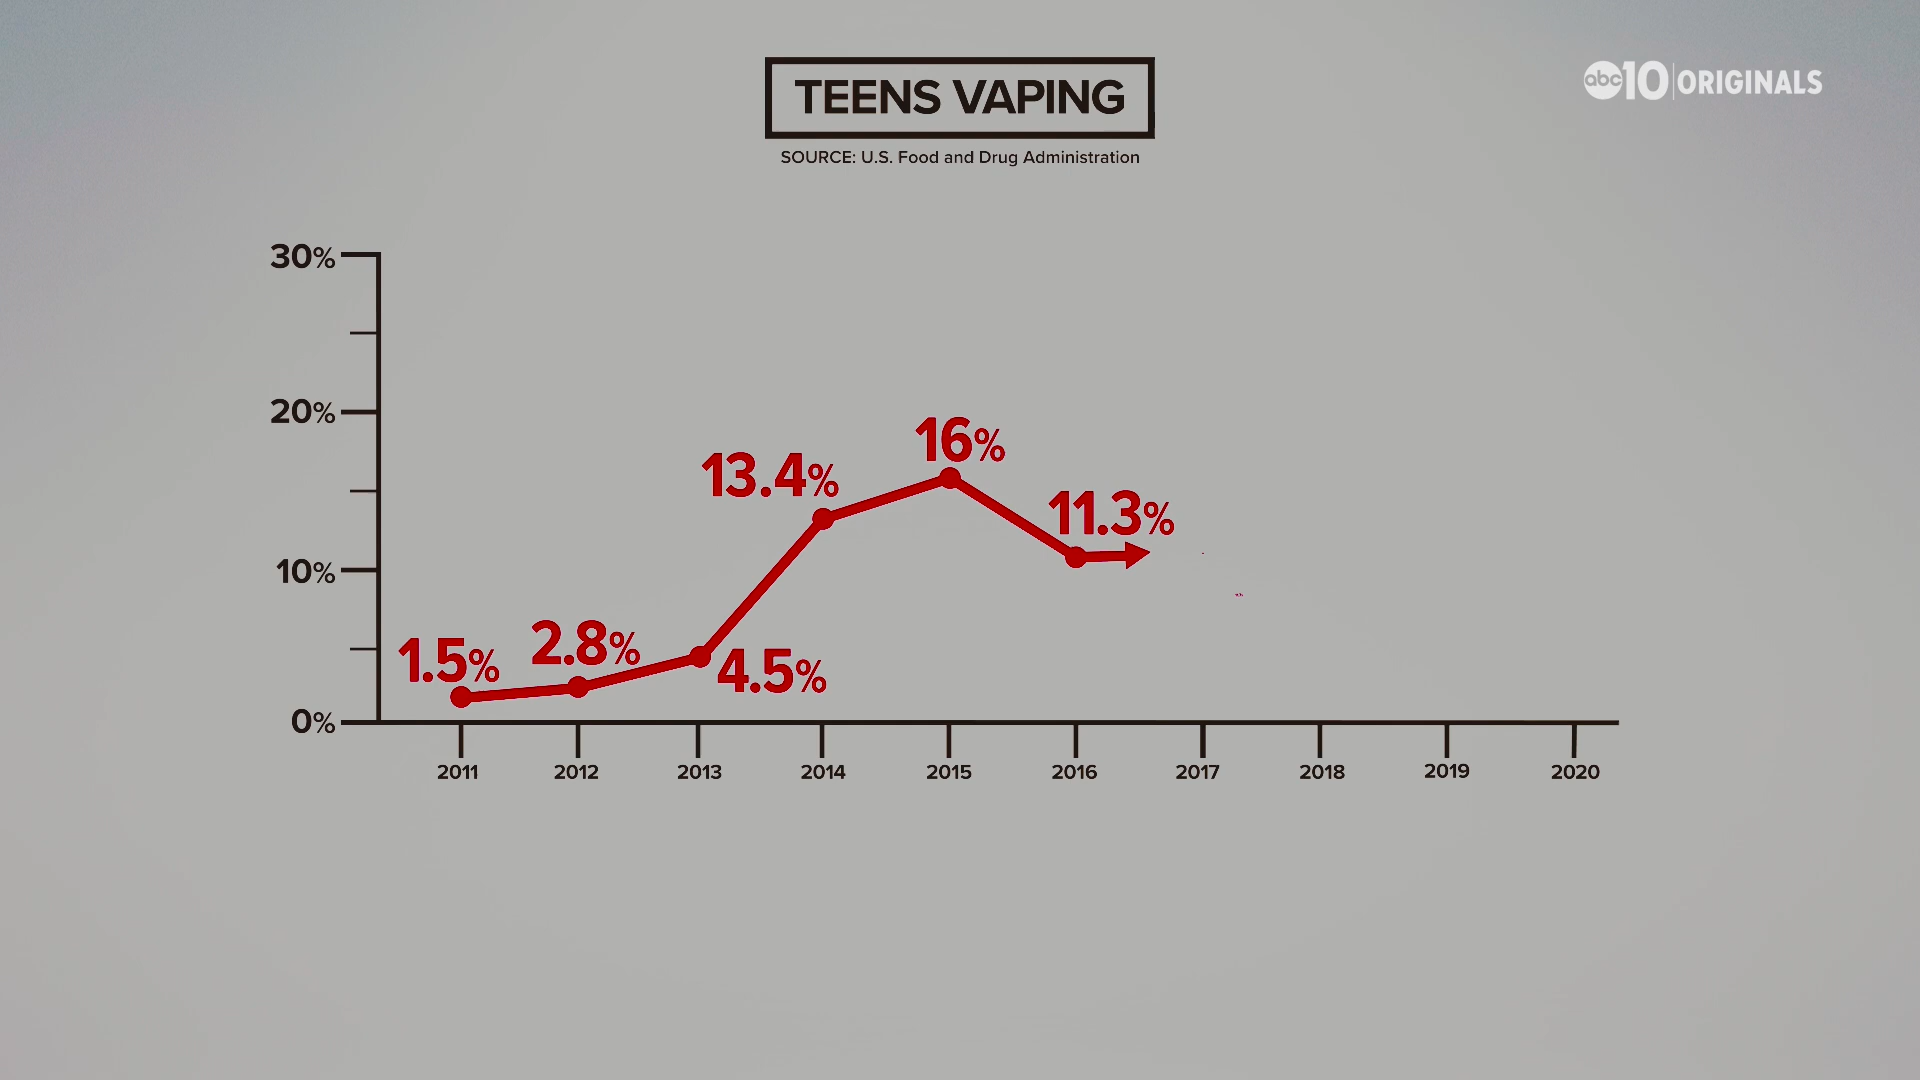 TEENS VAPING
SOURCE: U.S. Food and Drug Administration
abc10 ORIGINALS
30%
20%
10%
0%
1.5%
2.8%
4.5%
13.4%
16%
11.3%
2011 2012 2013 2014 2015 2016 2017 2018 2019 2020